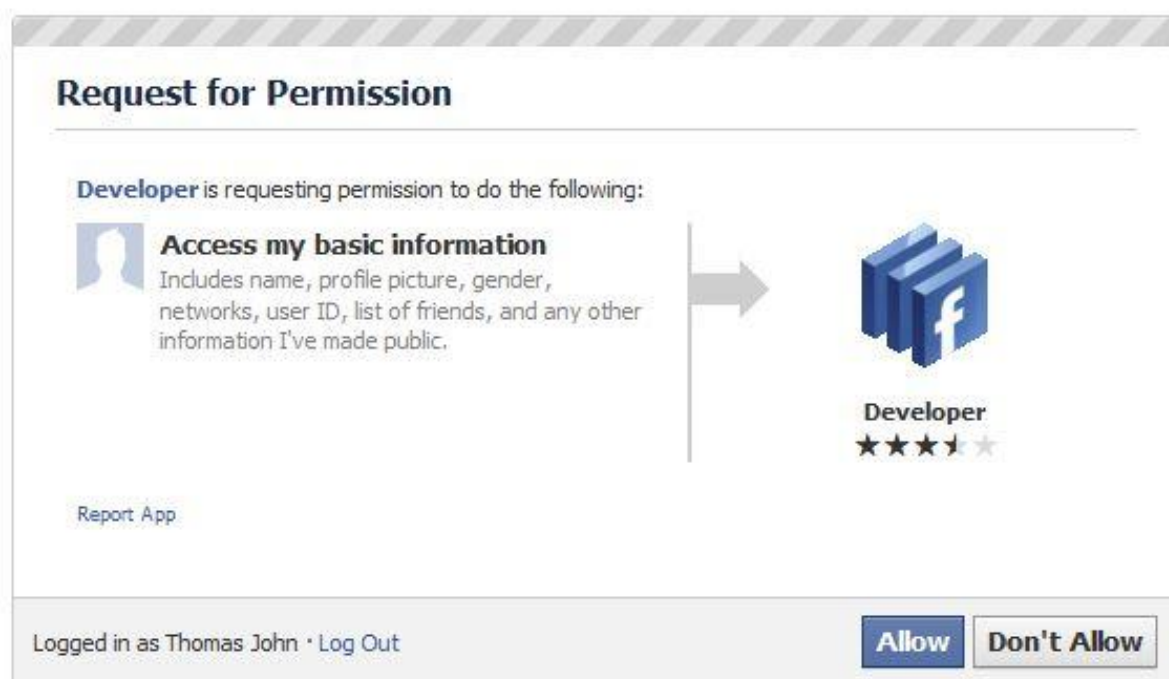 Request for Permission
Developer is requesting permission to do the following:
Access my basic information
Includes name, profile picture, gender,
networks, user ID, list of friends, and any other
information I've made public.
f
Developer
Report App
Logged in as Thomas John · Log Out
Allow Don't Allow